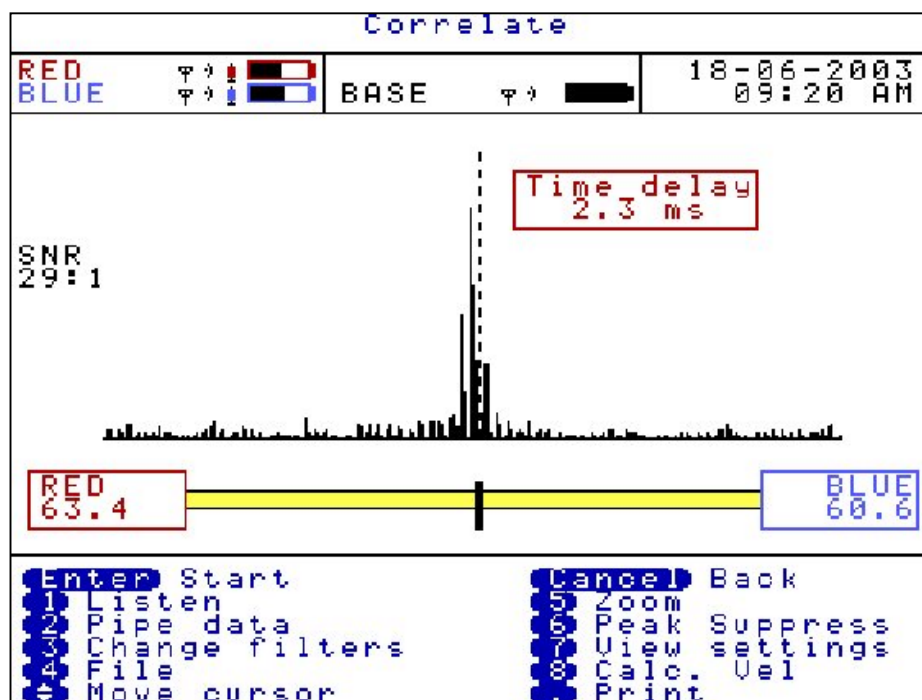 Correlate
RED
BLUE
BASE
18-06-2003
09:20 AM
Time delay
2.3 ms
SNR
29:1
RED
63.4
BLUE
60.6
Enter Start
1 Listen
2 Pipe data
3 Change filters
4 File
Move cursor
Cancel Back
5 Zoom
6 Peak Suppress
7 View settings
8 Calc. Vel
. Print